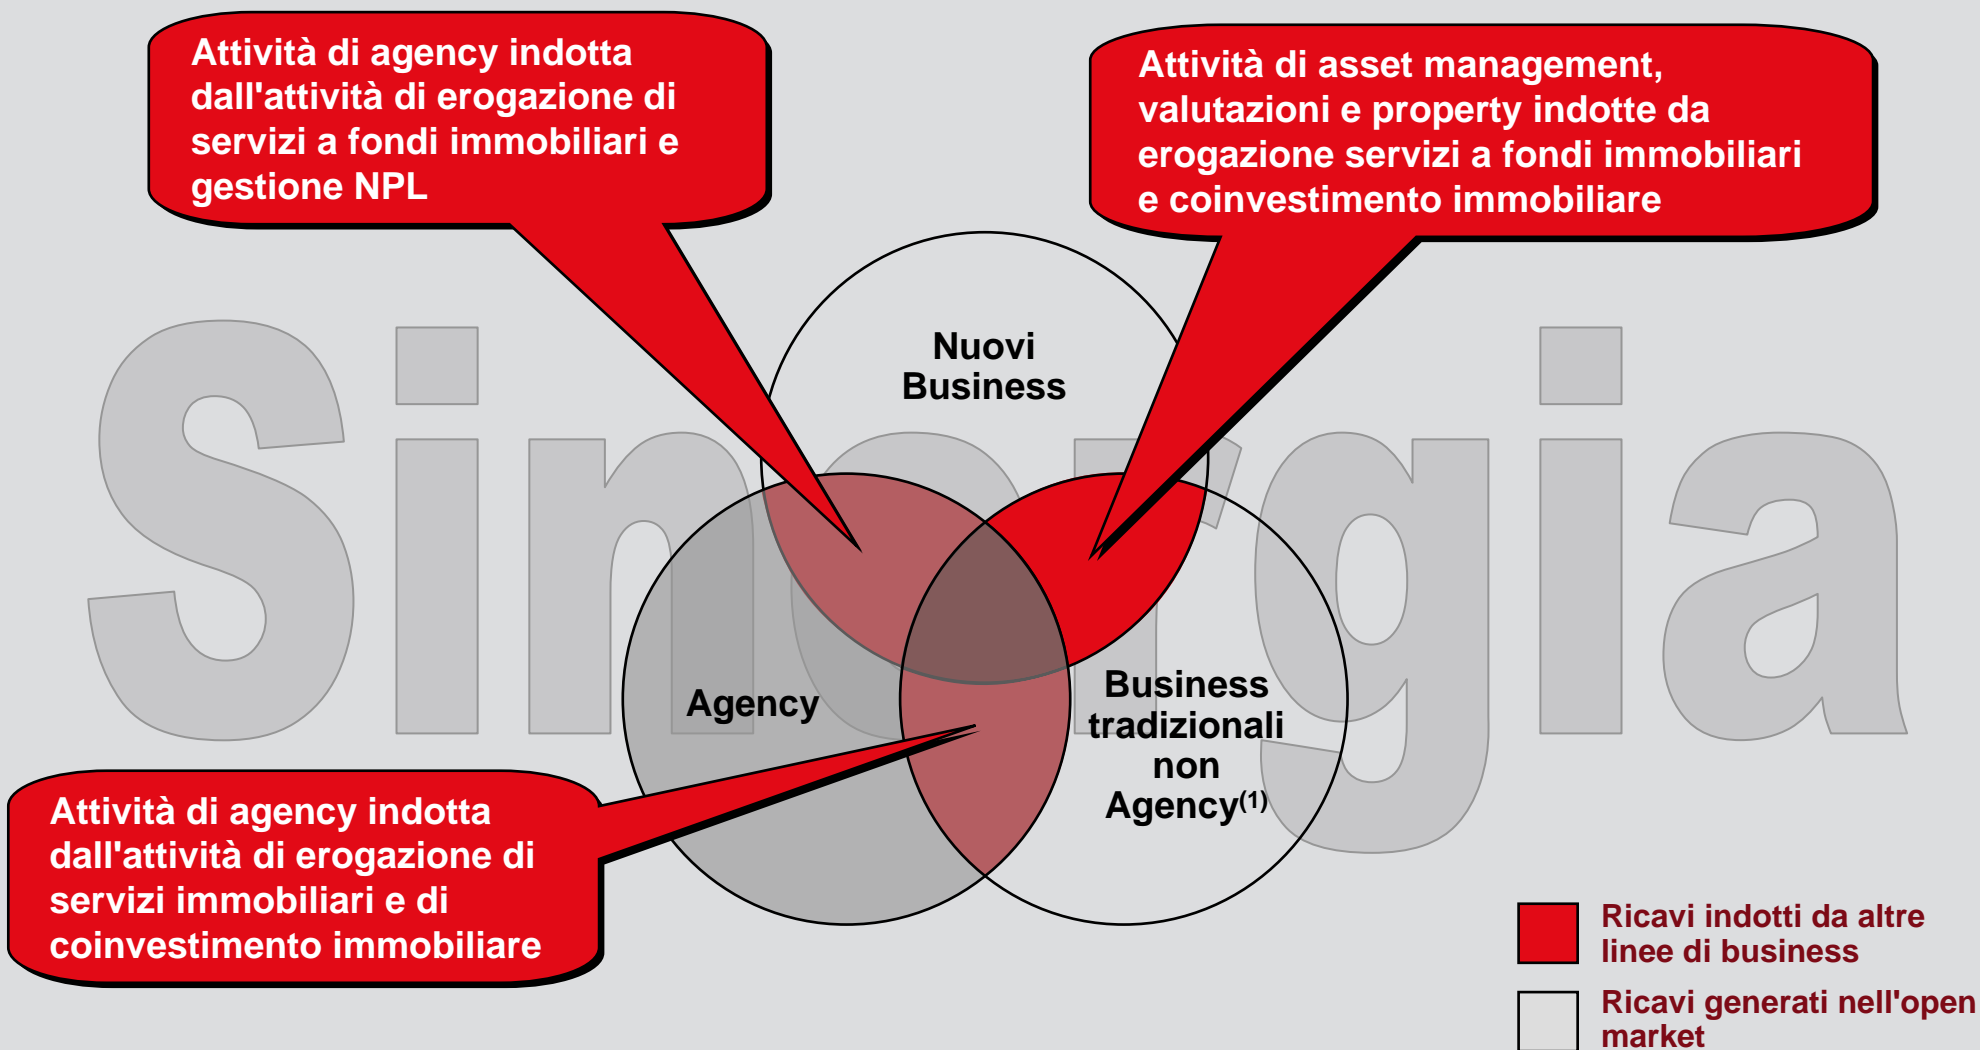 Attività di agency indotta
dall'attività di erogazione di
servizi a fondi immobiliari e
gestione NPL
Attività di asset management,
valutazioni e property indotte da
erogazione servizi a fondi immobiliari
e coinvestimento immobiliare
Sinergia
Nuovi
Business
Agency
Business
tradizionali
non
Agency(1)
Attività di agency indotta
dall'attività di erogazione di
servizi immobiliari e di
coinvestimento immobiliare
Ricavi indotti da altre
linee di business
Ricavi generati nell'open
market